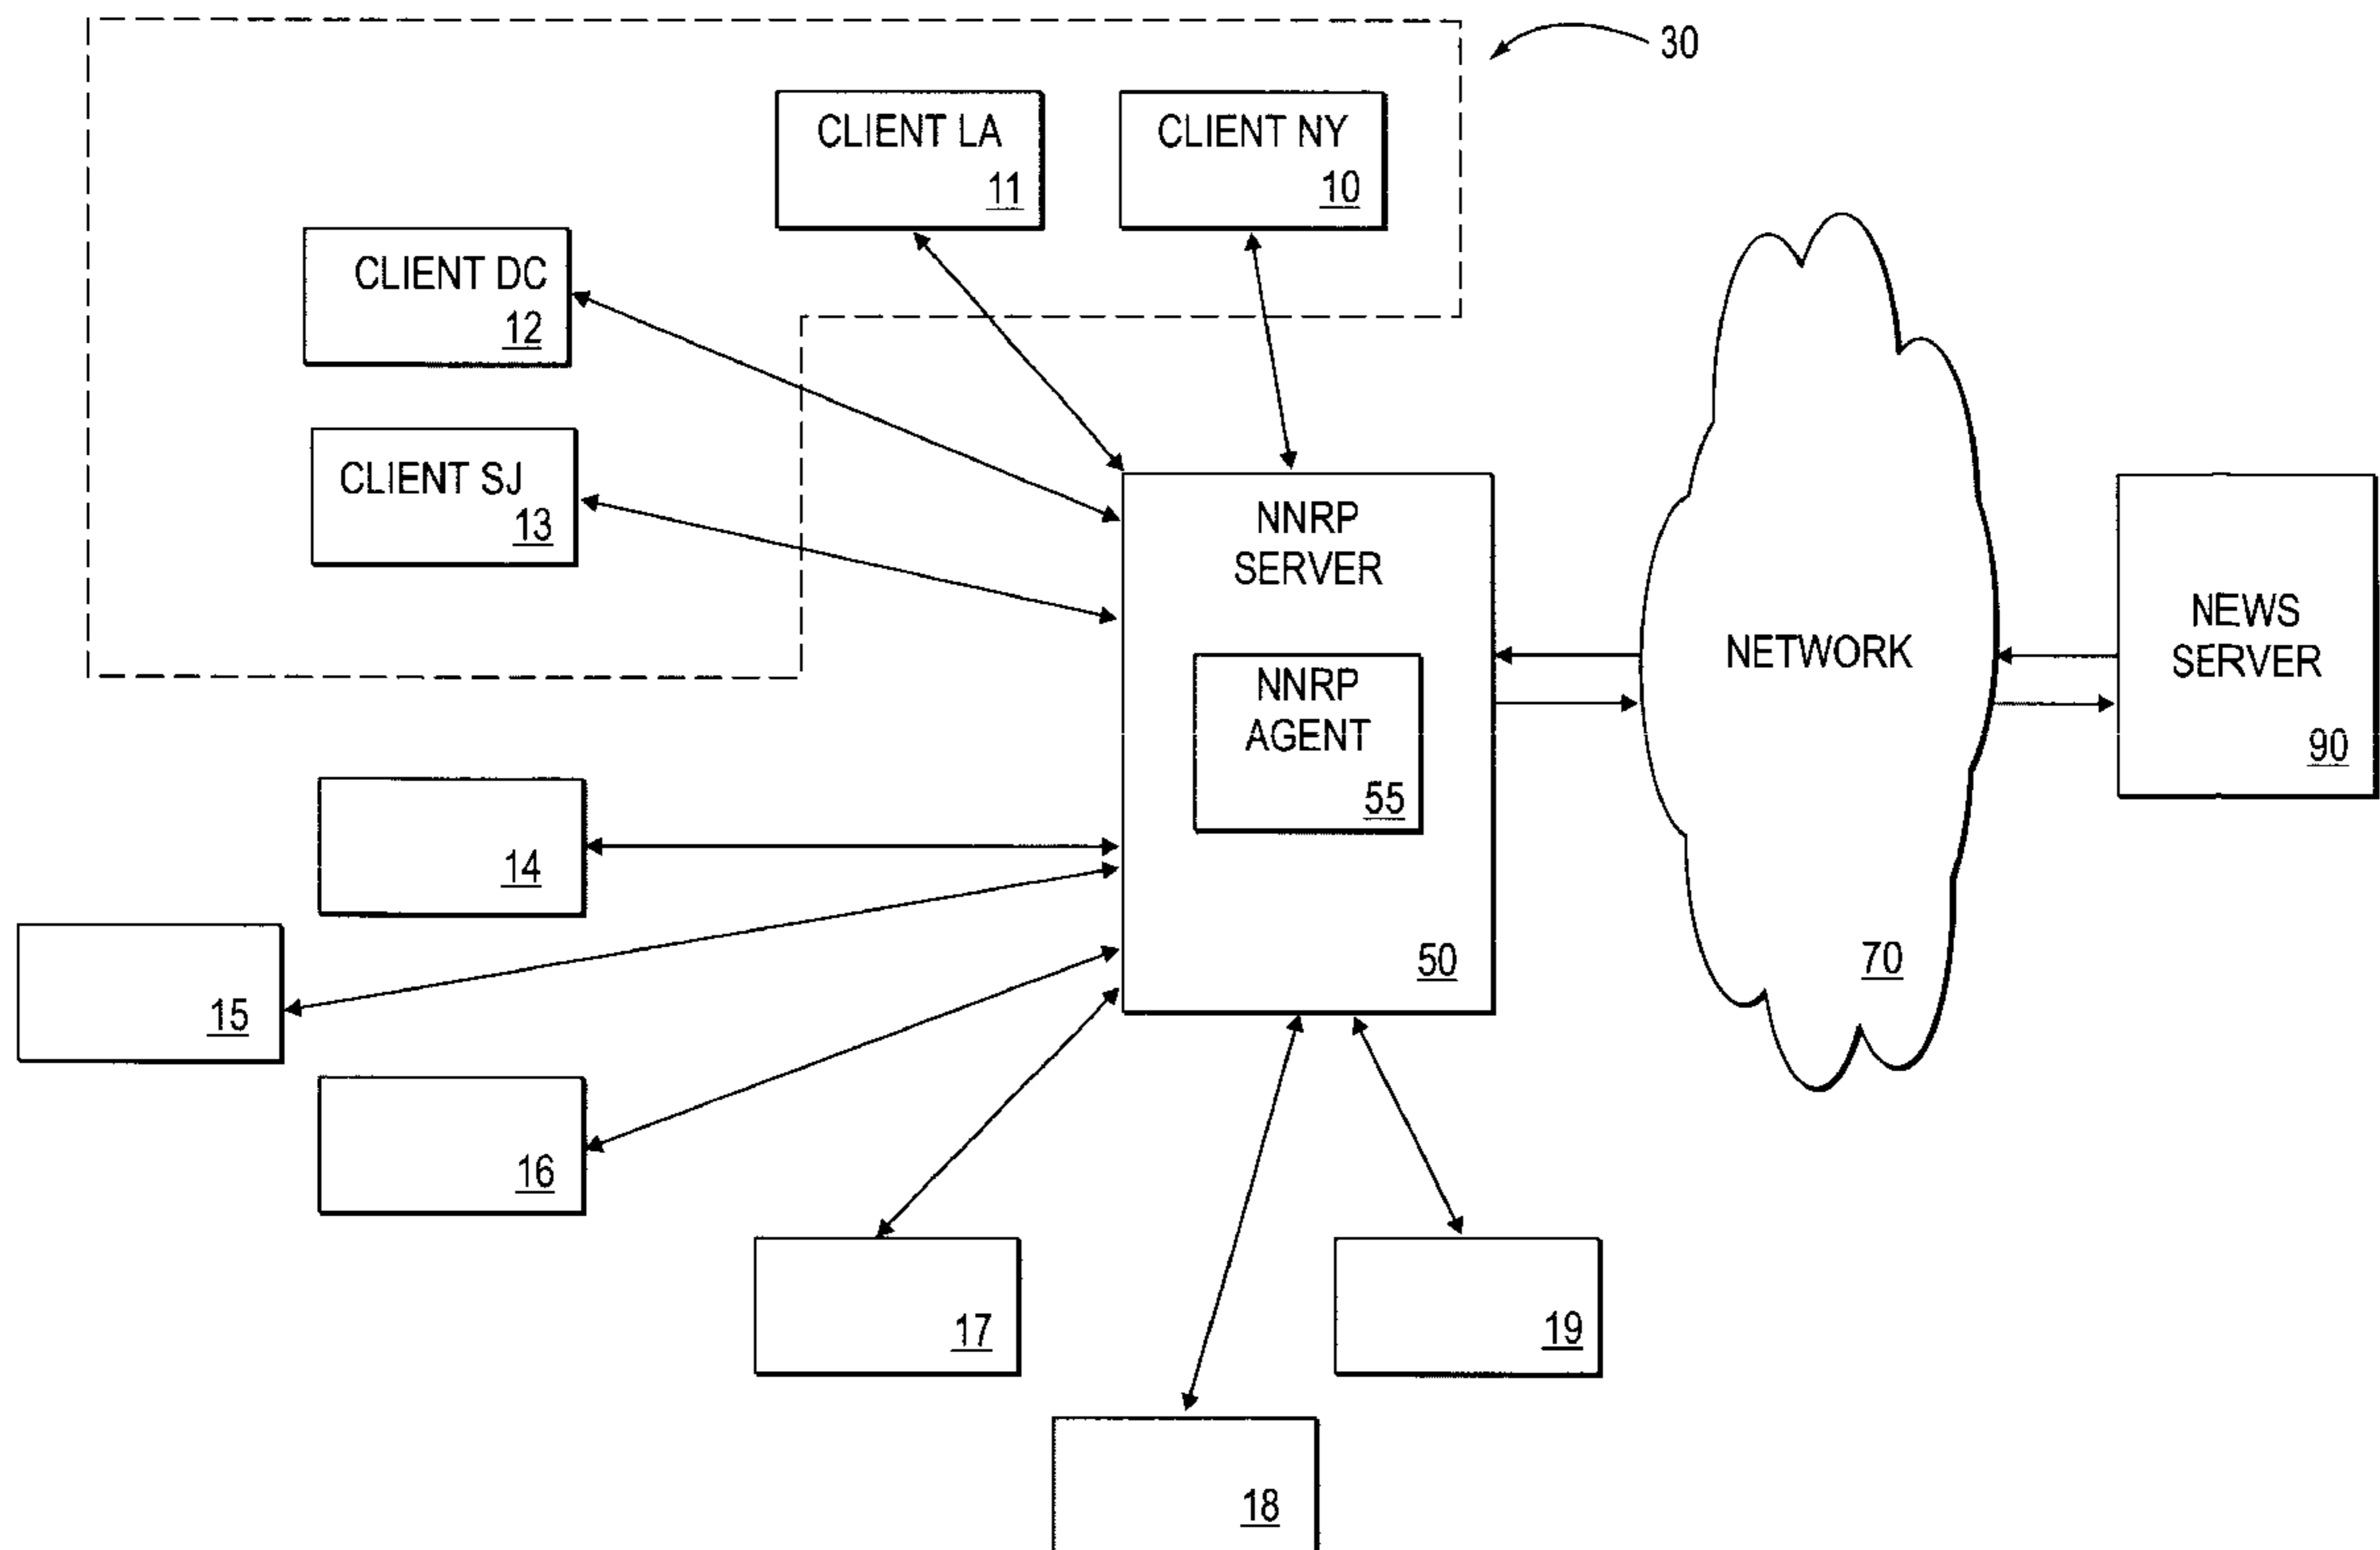 30
CLIENT LA
11
CLIENT NY
10
CLIENT DC
12
CLIENT SJ
13
NNRP
SERVER
NNRP
AGENT
55
50
NETWORK
70
NEWS
SERVER
90
14
15
16
17
18
19